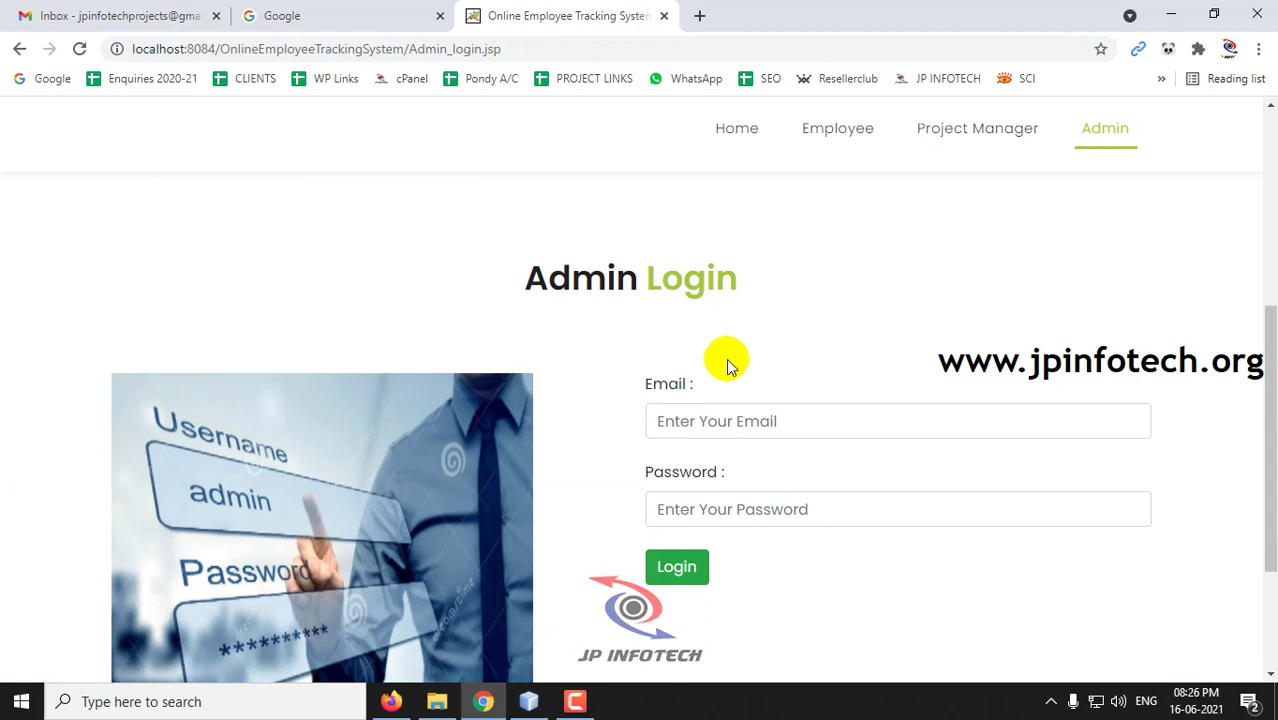 Inbox - jpinfotechprojects@gma
Google
Online Employee Tracking System
localhost:8084/OnlineEmployeeTrackingSystem/Admin_login.jsp
Google
Enquiries 2020-21
CLIENTS
WP Links
cPanel
Pondy A/C
PROJECT LINKS
WhatsApp
SEO
Resellerclub
JP INFOTECH
SCI
»
Reading list
Home
Employee
Project Manager
Admin
Admin Login
www.jpinfotech.org
Email :
Enter Your Email
Password :
Enter Your Password
Login
Username
admin
Password
**********
JP INFOTECH
Type here to search
ENG
08:26 PM
16-06-2021
2